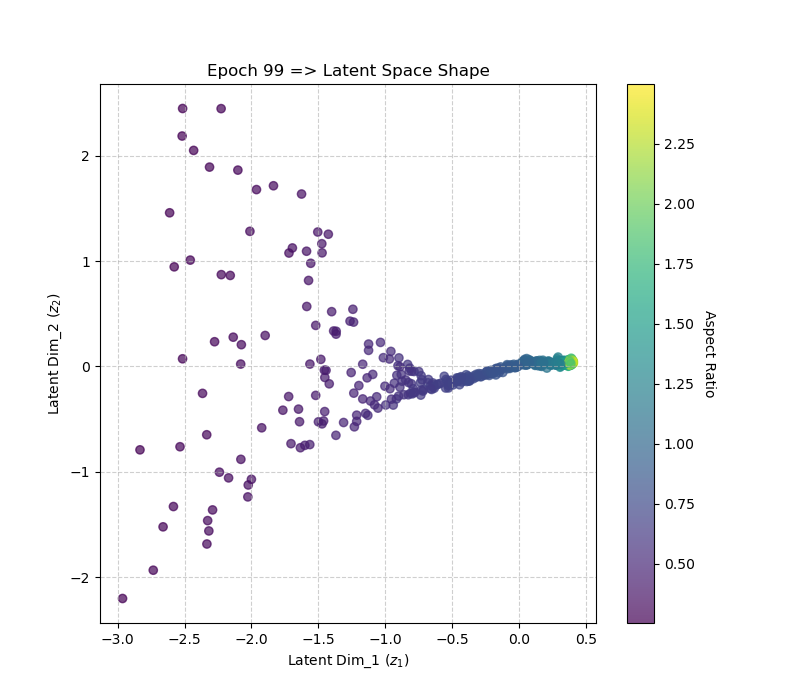 Epoch 99 => Latent Space Shape
Latent Dim_2 (z₂)
2
1
0
−1
−2
−3.0 −2.5 −2.0 −1.5 −1.0 −0.5 0.0 0.5
Latent Dim_1 (z₁)
2.25
2.00
1.75
1.50
1.25
1.00
0.75
0.50
Aspect Ratio